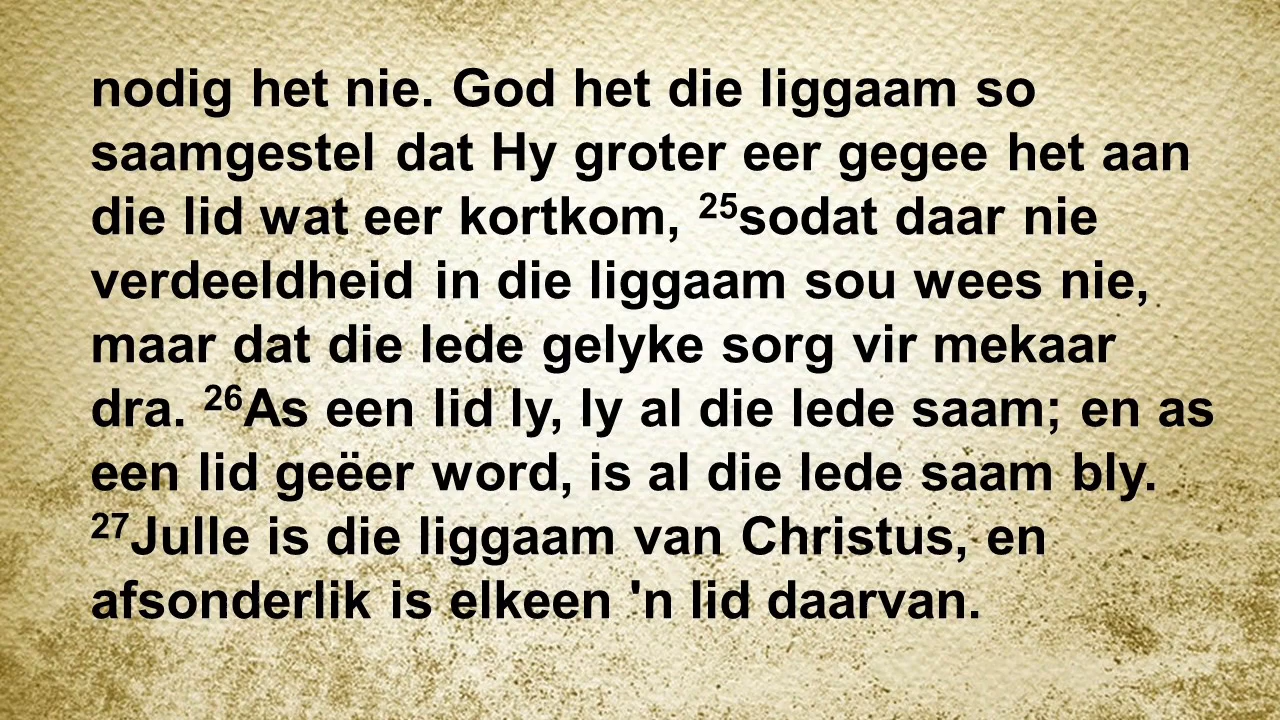 nodig het nie. God het die liggaam so
saamgestel dat Hy groter eer gegee het aan
die lid wat eer kortkom, ²⁵sodat daar nie
verdeeldheid in die liggaam sou wees nie,
maar dat die lede gelyke sorg vir mekaar
dra. ²⁶As een lid ly, ly al die lede saam; en as
een lid geëer word, is al die lede saam bly.
²⁷Julle is die liggaam van Christus, en
afsonderlik is elkeen 'n lid daarvan.